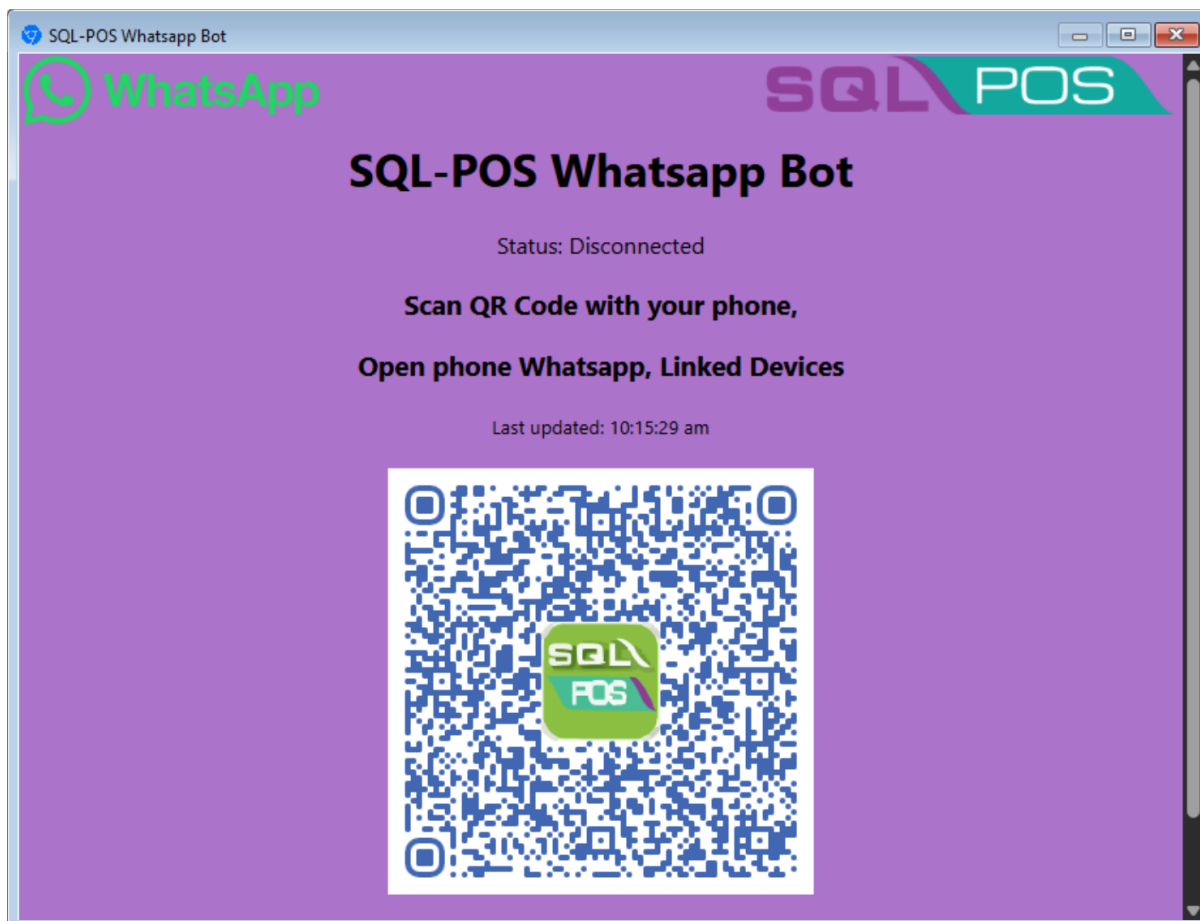 SQL-POS Whatsapp Bot
WhatsApp
SQL POS
SQL-POS Whatsapp Bot
Status: Disconnected
Scan QR Code with your phone,
Open phone Whatsapp, Linked Devices
Last updated: 10:15:29 am
SQL
POS